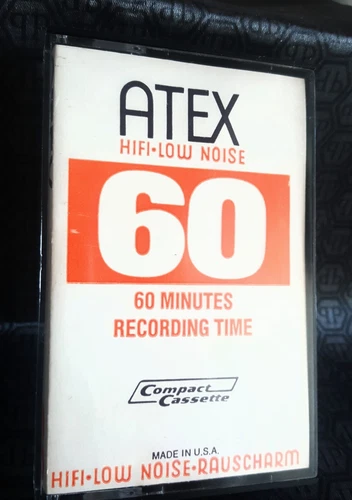 ATEX
HIFI•LOW NOISE
60
60 MINUTES
RECORDING TIME
Compact
Cassette
MADE IN U.S.A.
HIFI•LOW NOISE•RAUSCHARM